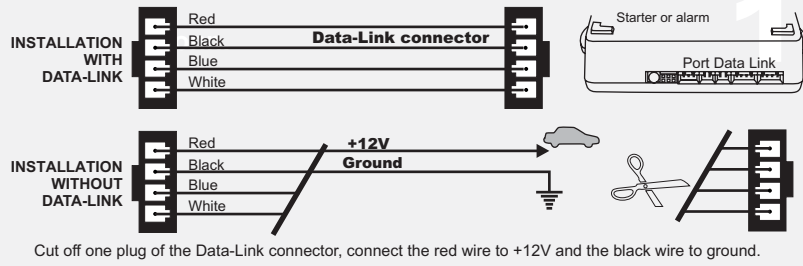 1
Starter or alarm
Port Data Link
INSTALLATION
WITH
DATA-LINK
Red
Black
Blue
White
Data-Link connector
INSTALLATION
WITHOUT
DATA-LINK
Red
Black
Blue
White
+12V
Ground
Cut off one plug of the Data-Link connector, connect the red wire to +12V and the black wire to ground.